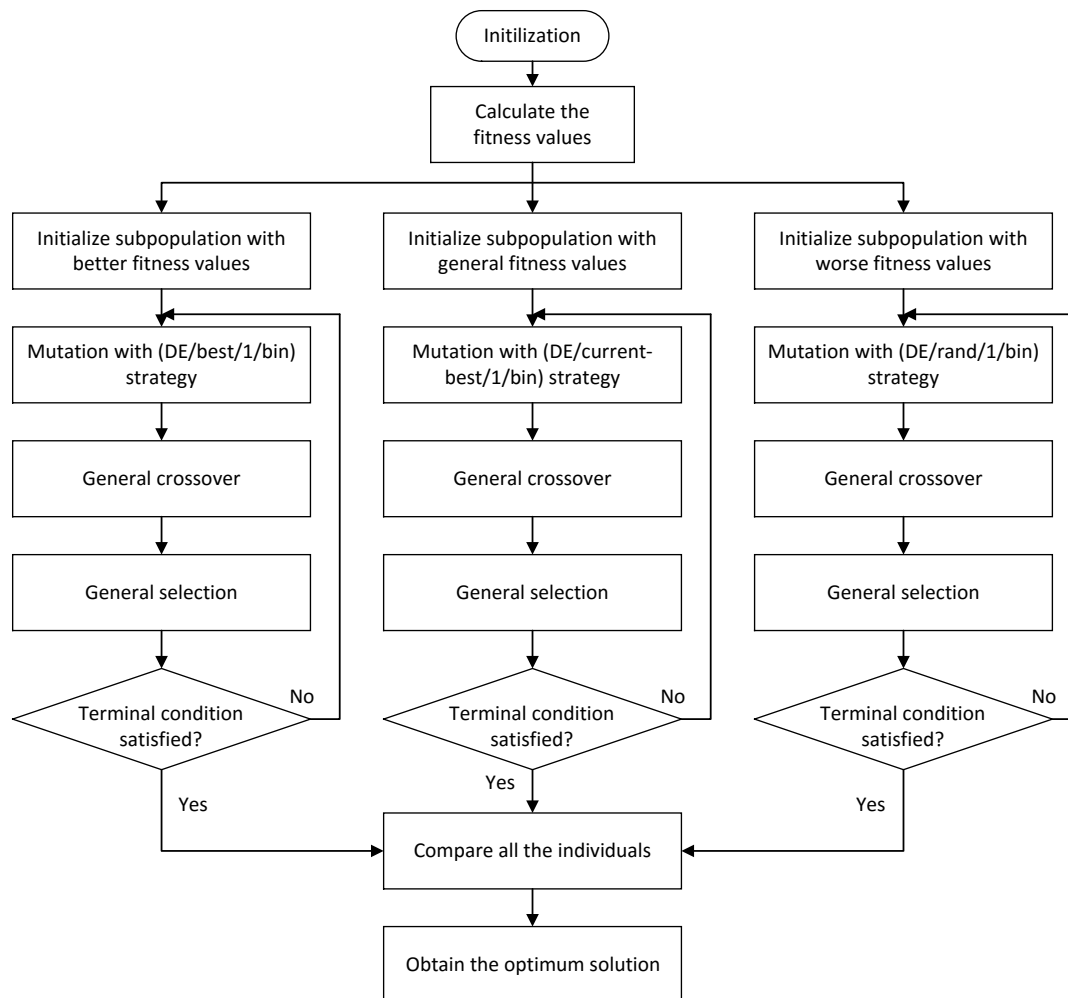 Initilization
Calculate the
fitness values
Initialize subpopulation with
better fitness values
Initialize subpopulation with
general fitness values
Initialize subpopulation with
worse fitness values
Mutation with (DE/best/1/bin)
strategy
Mutation with (DE/current-
best/1/bin) strategy
Mutation with (DE/rand/1/bin)
strategy
General crossover
General crossover
General crossover
General selection
General selection
General selection
Terminal condition
satisfied?
No
Terminal condition
satisfied?
No
Terminal condition
satisfied?
No
Yes
Yes
Yes
Compare all the individuals
Obtain the optimum solution